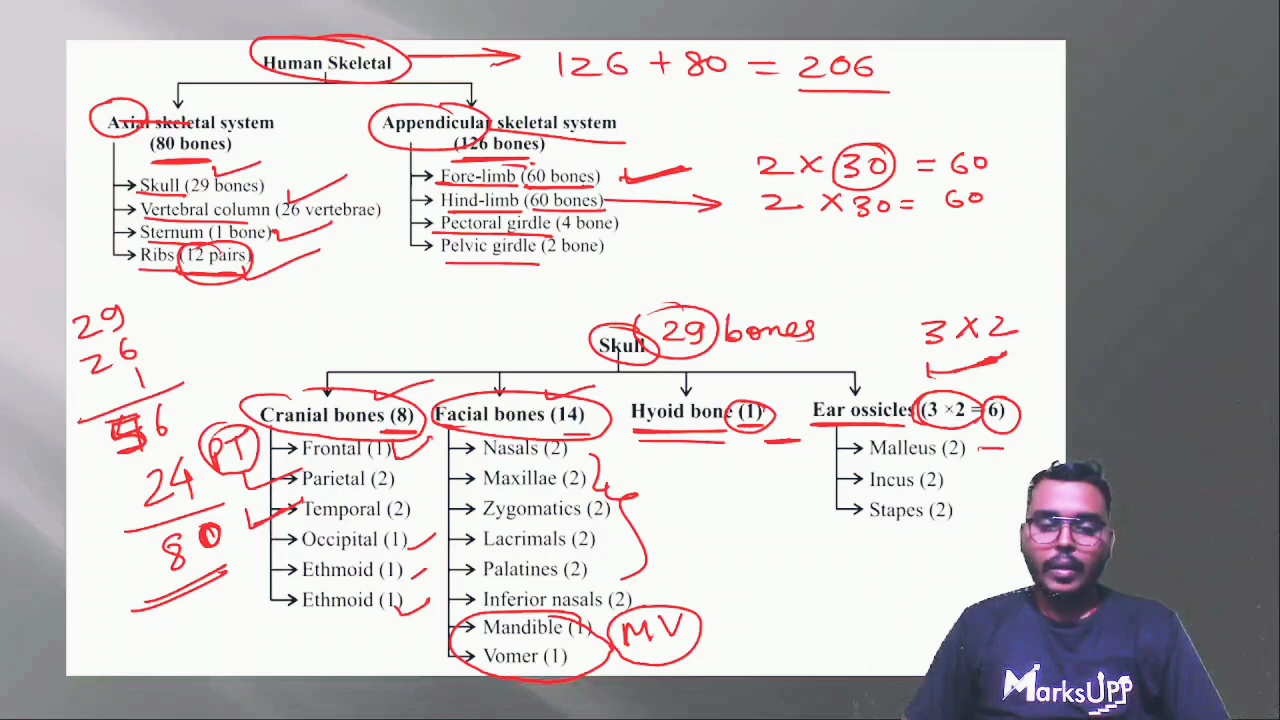 Human Skeletal
126 + 80 = 206
Axial skeletal system
(80 bones)
Skull (29 bones)
Vertebral column (26 vertebrae)
Sternum (1 bone)
Ribs (12 pairs)
Appendicular skeletal system
(126 bones)
Fore-limb (60 bones)
Hind-limb (60 bones)
Pectoral girdle (4 bone)
Pelvic girdle (2 bone)
2 × 30 = 60
2 × 30 = 60
29
26
1
56
24
80
PT
Skull 29 bones
3 × 2
Cranial bones (8)
Frontal (1)
Parietal (2)
Temporal (2)
Occipital (1)
Ethmoid (1)
Ethmoid (1)
Facial bones (14)
Nasals (2)
Maxillae (2)
Zygomatics (2)
Lacrimals (2)
Palatines (2)
Inferior nasals (2)
Mandible (1)
Vomer (1)
MV
Hyoid bone (1)
Ear ossicles (3 × 2 = 6)
Malleus (2)
Incus (2)
Stapes (2)
MarksUPP